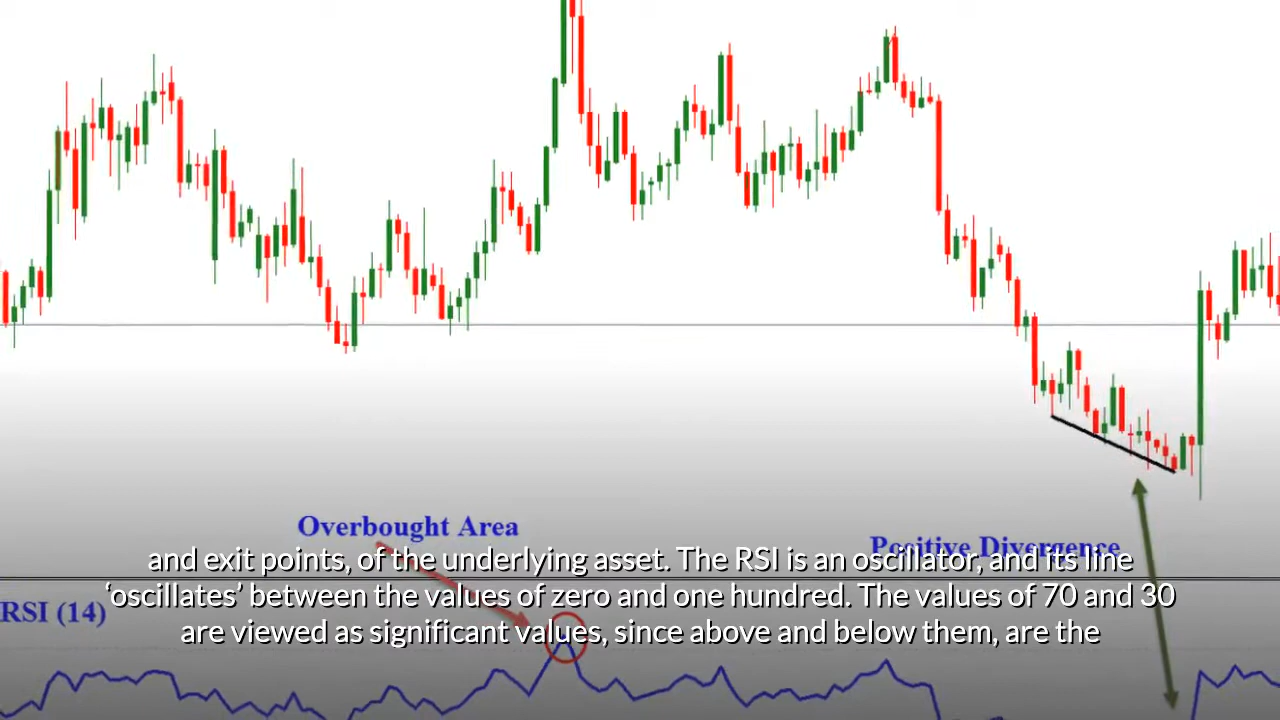 Overbought Area
Positive Divergence
and exit points, of the underlying asset. The RSI is an oscillator, and its line
‘oscillates’ between the values of zero and one hundred. The values of 70 and 30
RSI (14)
are viewed as significant values, since above and below them, are the